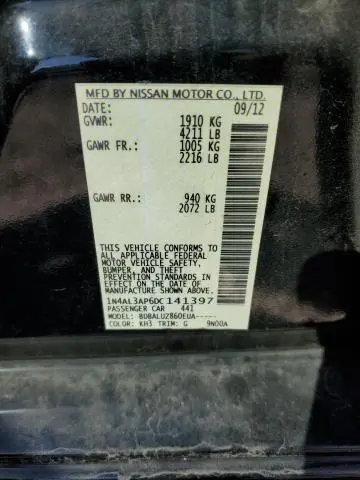 MFD BY NISSAN MOTOR CO., LTD.
DATE: 09/12
GVWR: 1910 KG
4211 LB
GAWR FR.: 1005 KG
2216 LB
GAWR RR.: 940 KG
2072 LB
THIS VEHICLE CONFORMS TO
ALL APPLICABLE FEDERAL
MOTOR VEHICLE SAFETY,
BUMPER, AND THEFT
PREVENTION STANDARDS IN
EFFECT ON THE DATE OF
MANUFACTURE SHOWN ABOVE.
1N4AL3AP6DC141397
PASSENGER CAR 441
MODEL: BDBALUZ860EUA-----
COLOR: KH3 TRIM: G 9N00A